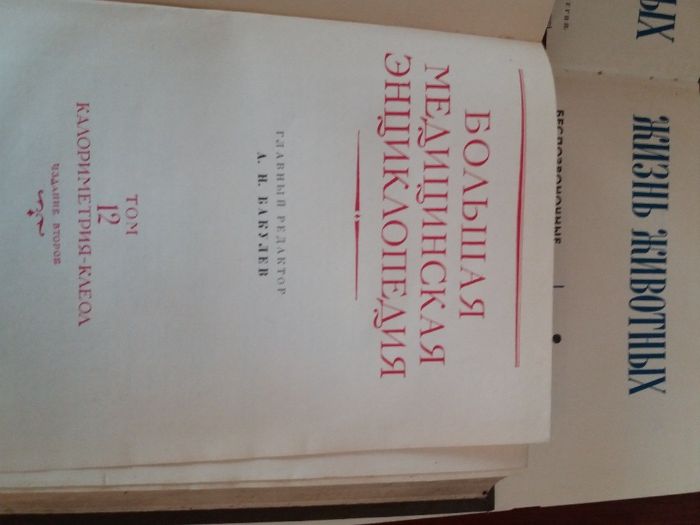 БОЛЬШАЯ
МЕДИЦИНСКАЯ
ЭНЦИКЛОПЕДИЯ
ГЛАВНЫЙ РЕДАКТОР
А. Н. БАКУЛЕВ
ТОМ
12
КАЛОРИМЕТРИЯ-КЛЕОЛ
ИЗДАНИЕ ВТОРОЕ
ЖИЗНЬ ЖИВОТНЫХ
БЕСПОЗВОНОЧНЫЕ